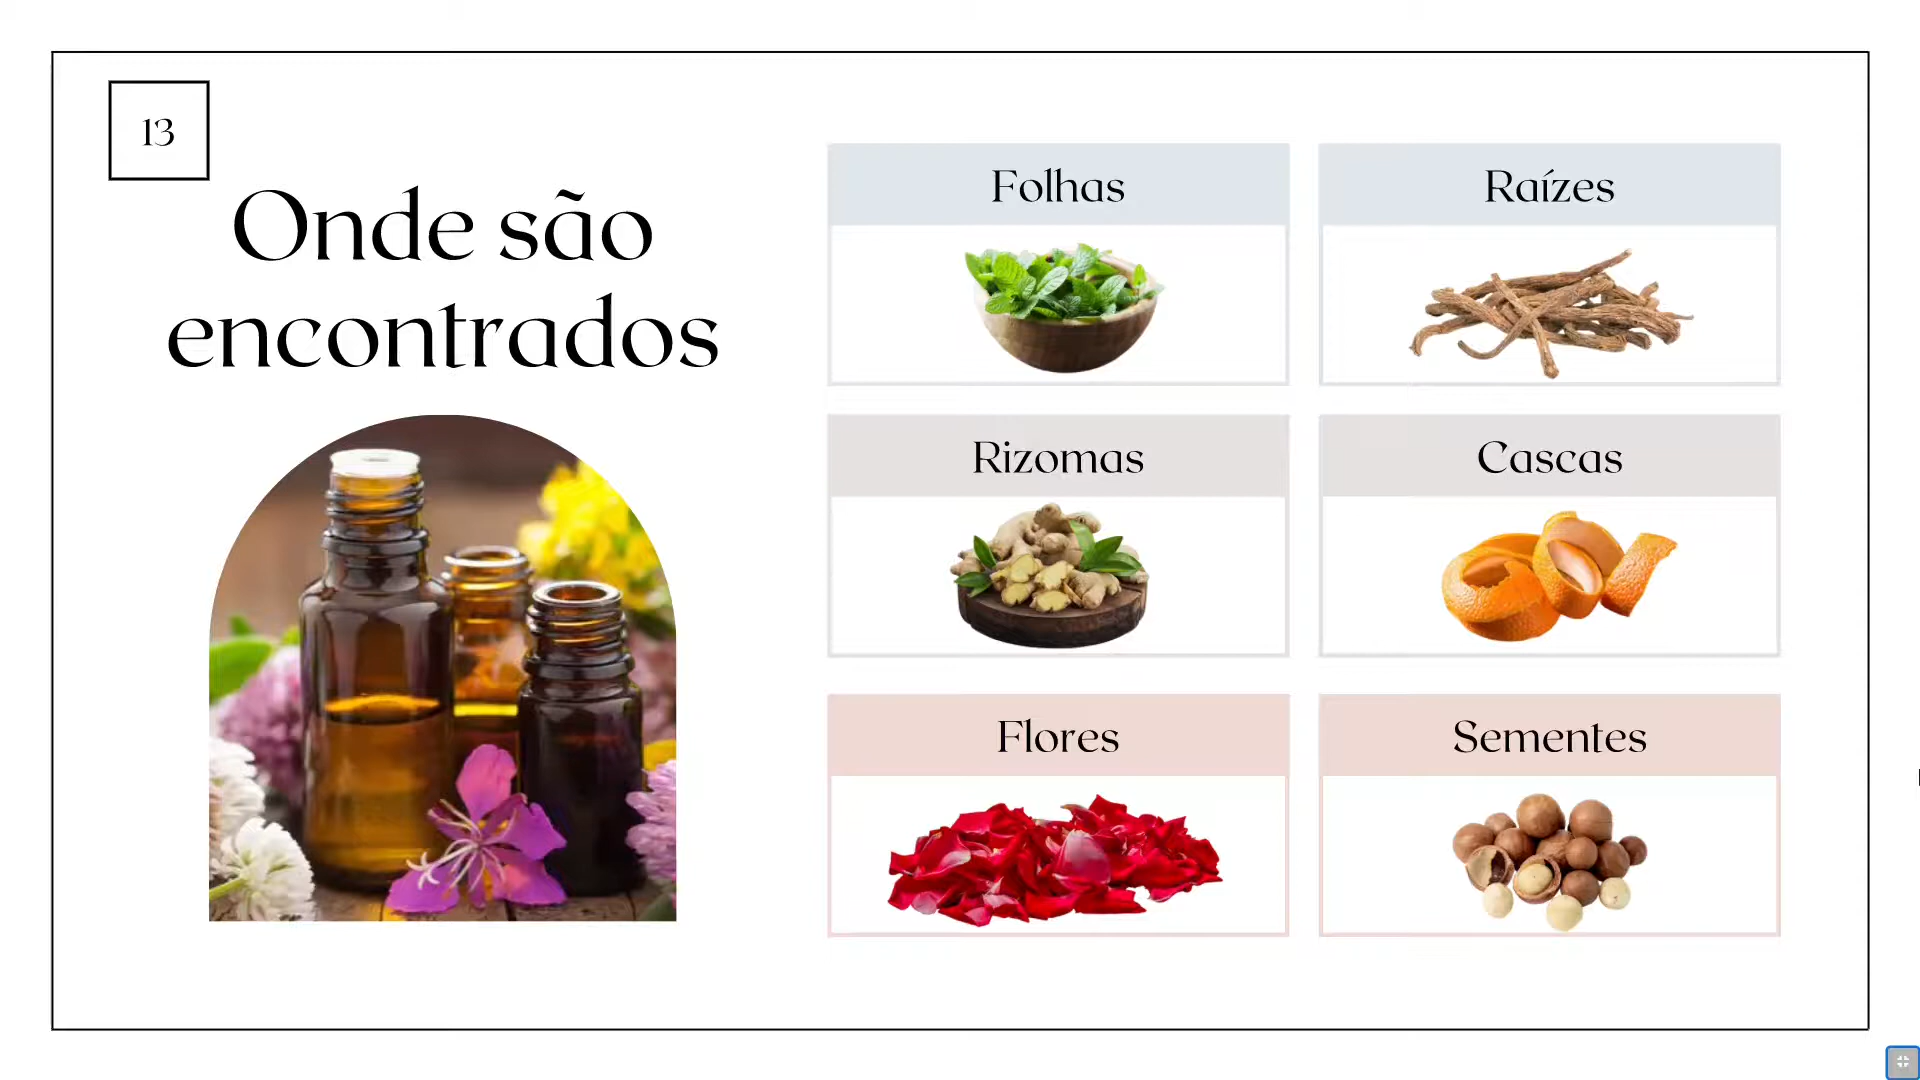 13
Onde são
encontrados
Folhas
Raízes
Rizomas
Cascas
Flores
Sementes